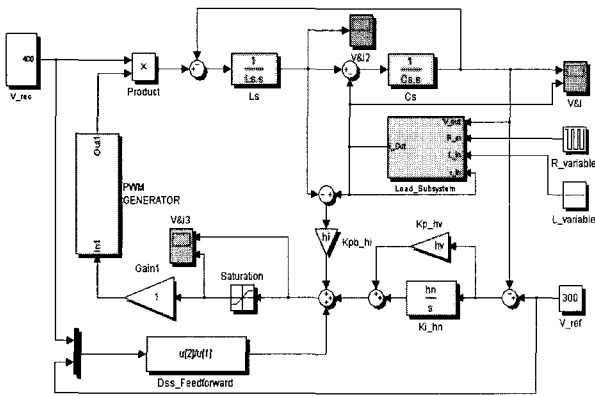 400
V_rec
×
Product
1
Ls.s
Ls
V&I2
1
Cs.s
Cs
V&I
V_out
R_in
L_in
I_in
i_Out
Load_Subsystem
R_variable
L_variable
Out1
In1
PWM
GENERATOR
V&I3
Gain1
1
Saturation
hi
Kpb_hi
Kp_hv
hv
hn
s
Ki_hn
300
V_ref
u[2]/u[1]
Dss_Feedforward